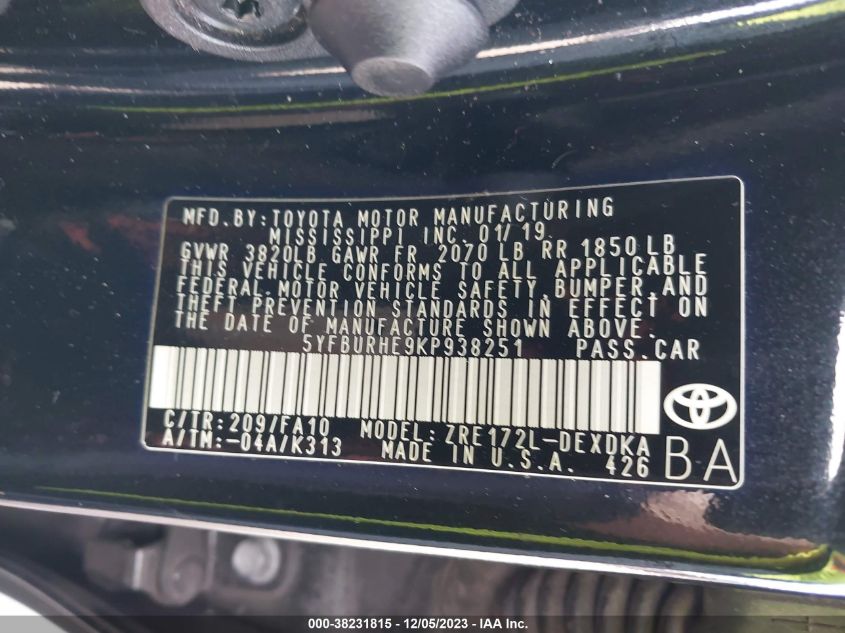 MFD.BY:TOYOTA MOTOR MANUFACTURING
MISSISSIPPI INC. 01/19
GVWR 3820LB GAWR FR 2070 LB RR 1850LB
THIS VEHICLE CONFORMS TO ALL APPLICABLE
FEDERAL MOTOR VEHICLE SAFETY, BUMPER, AND
THEFT PREVENTION STANDARDS IN EFFECT ON
THE DATE OF MANUFACTURE SHOWN ABOVE.
5YFBURHE9KP938251 PASS.CAR
C/TR:209/FA10 MODEL:ZRE172L-DEXDKA
A/TM:-04A/K313 MADE IN U.S.A. 426 BA
000-38231815 - 12/05/2023 - IAA Inc.